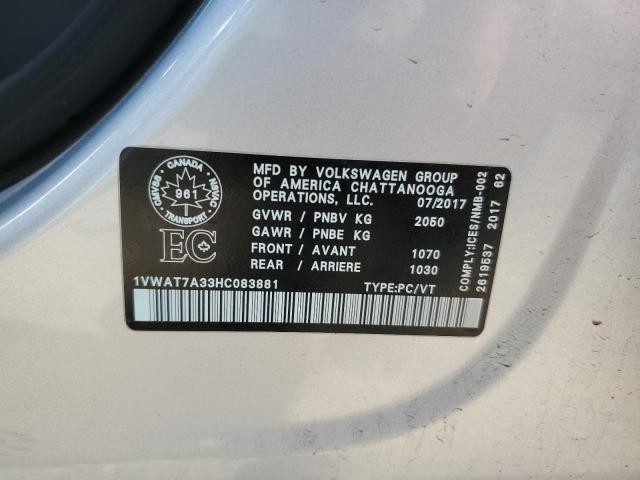 CANADA
CMVSS
NSVAC
961
TRANSPORT
EC
MFD BY VOLKSWAGEN GROUP
OF AMERICA CHATTANOOGA
OPERATIONS, LLC. 07/2017
GVWR / PNBV KG 2050
GAWR / PNBE KG
FRONT / AVANT 1070
REAR / ARRIERE 1030
1VWAT7A33HC083881 TYPE:PC/VT
COMPLY:ICES/NMB-002
2619537 2017 62